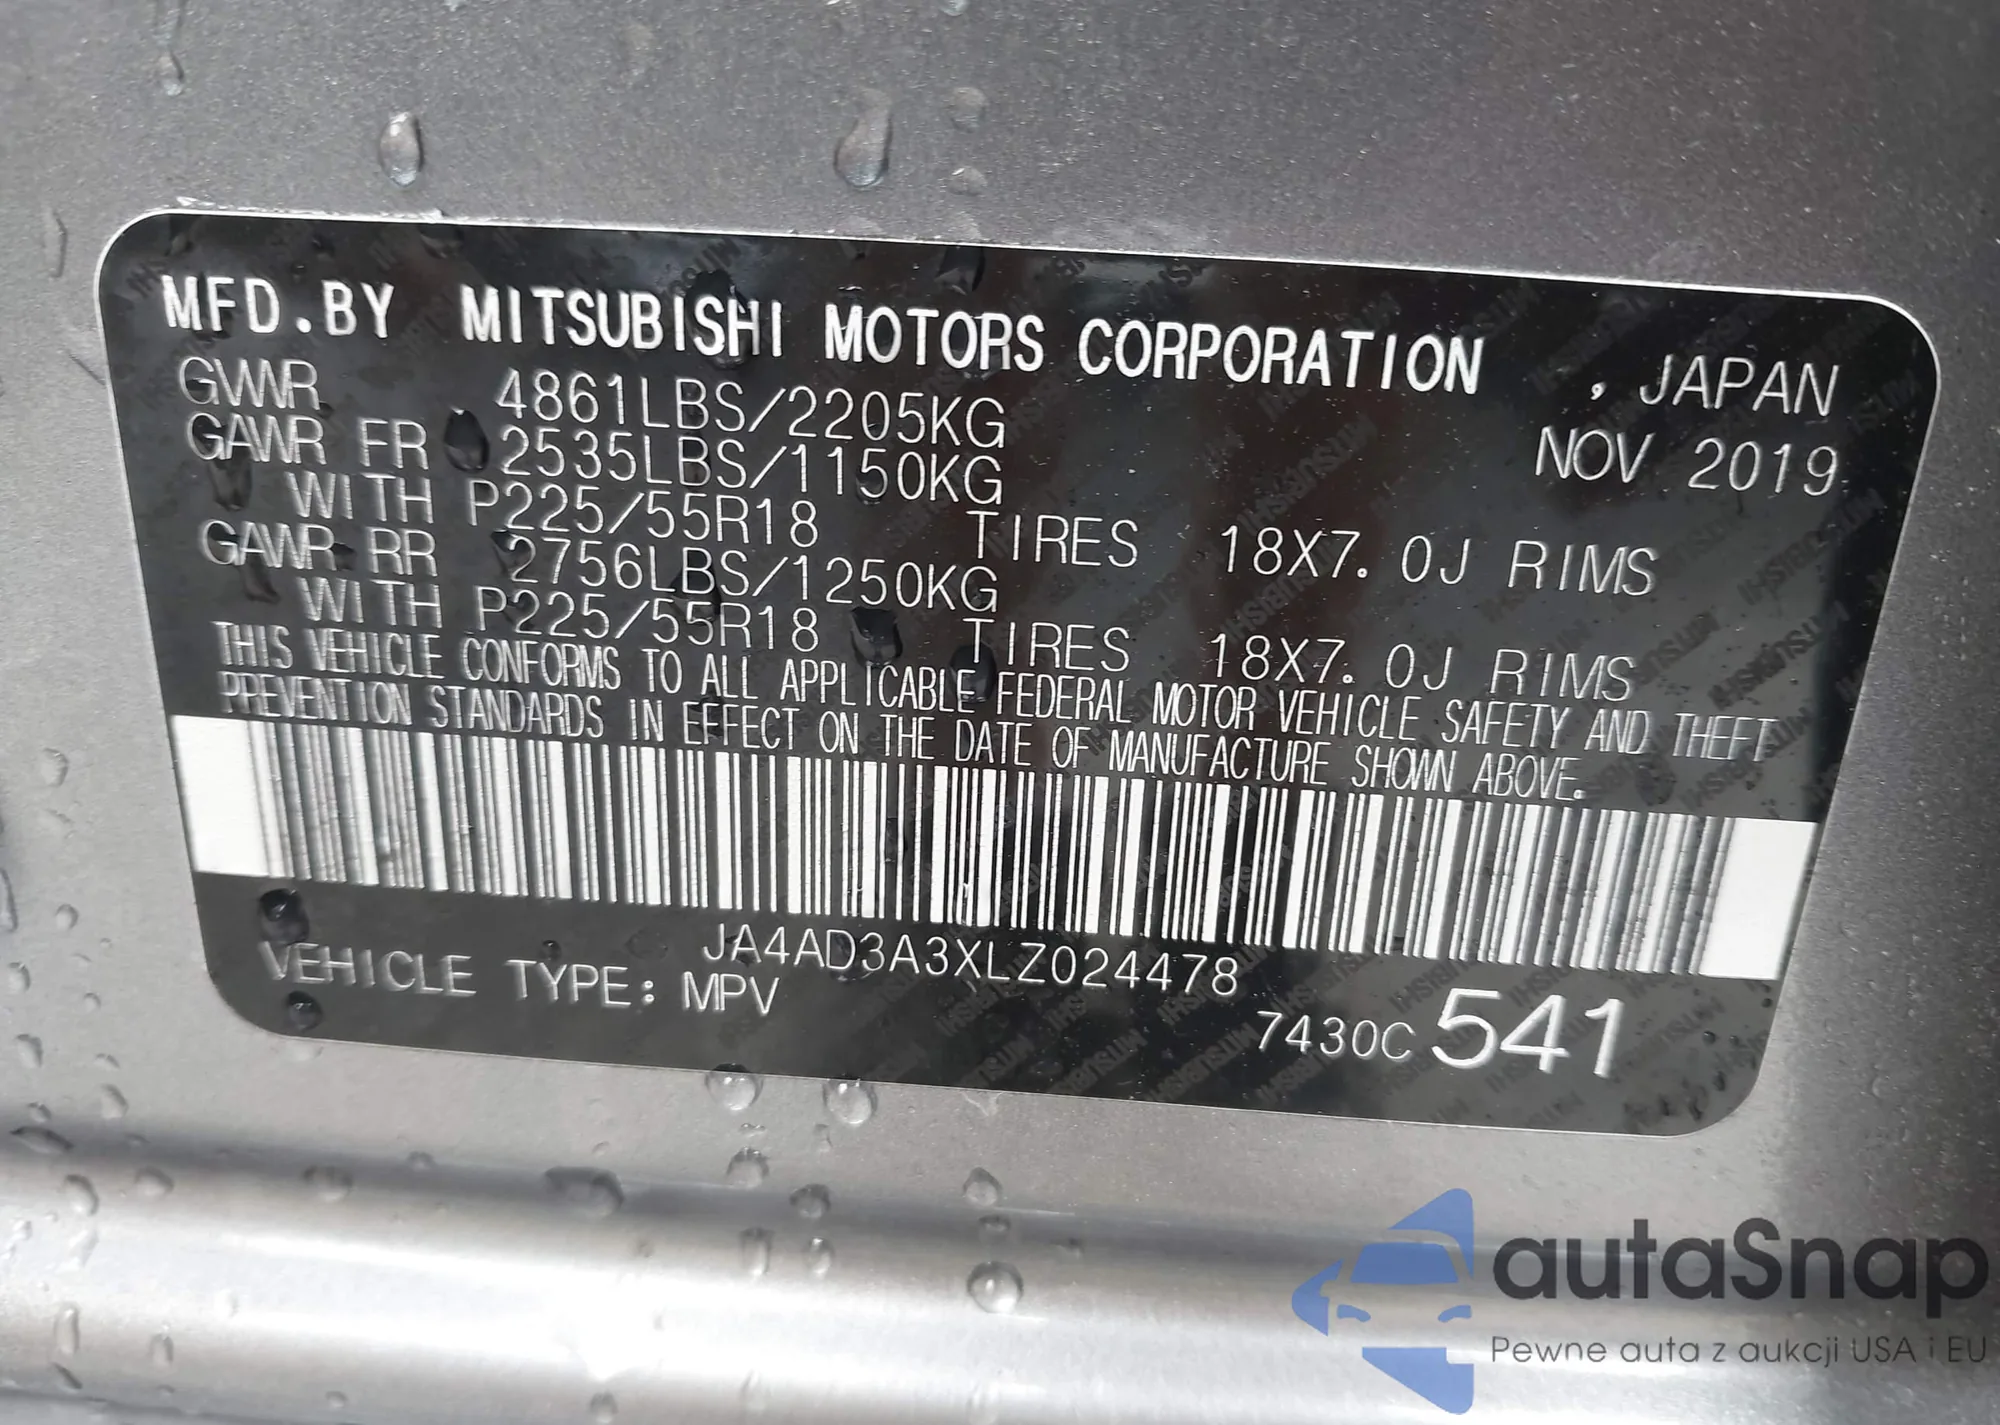 MFD.BY MITSUBISHI MOTORS CORPORATION , JAPAN
GVWR 4861LBS/2205KG NOV 2019
GAWR FR 2535LBS/1150KG
WITH P225/55R18 TIRES 18X7.0J RIMS
GAWR RR 2756LBS/1250KG
WITH P225/55R18 TIRES 18X7.0J RIMS
THIS VEHICLE CONFORMS TO ALL APPLICABLE FEDERAL MOTOR VEHICLE SAFETY AND THEFT
PREVENTION STANDARDS IN EFFECT ON THE DATE OF MANUFACTURE SHOWN ABOVE.
JA4AD3A3XLZ024478
VEHICLE TYPE: MPV
7430C 541
autaSnap
Pewne auta z aukcji USA i EU